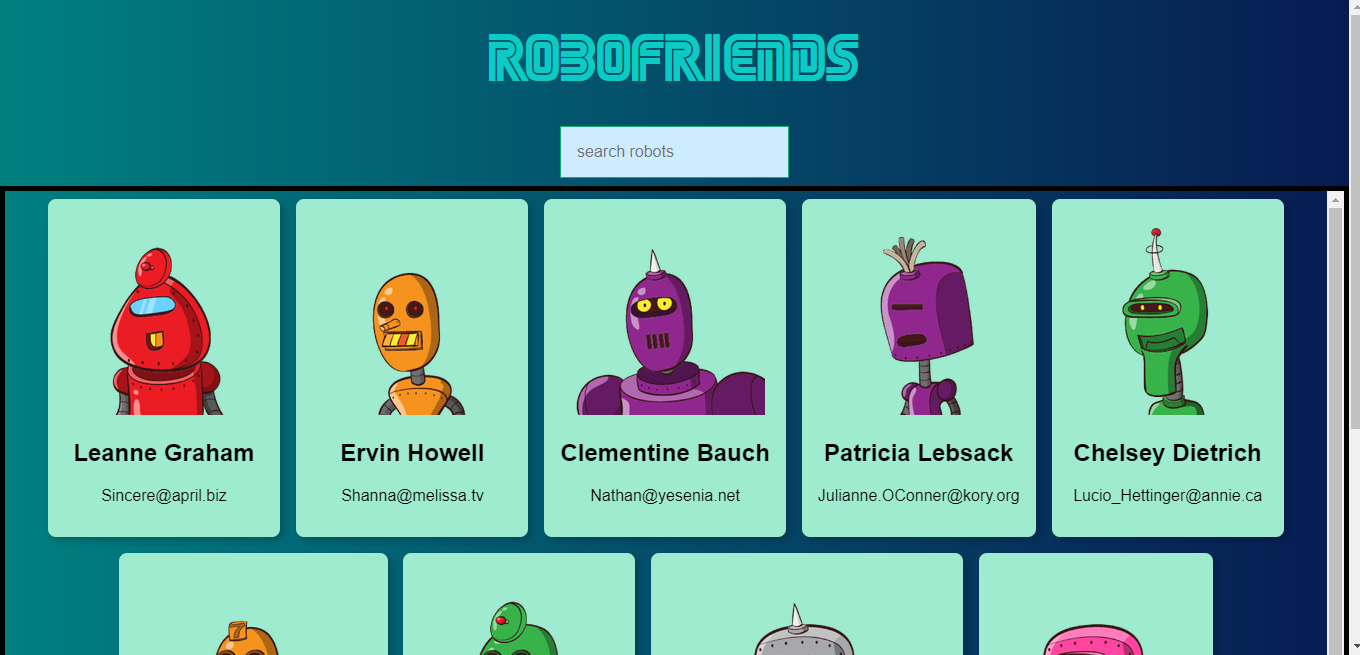 ROBOFRIENDS
search robots
Leanne Graham
Sincere@april.biz
Ervin Howell
Shanna@melissa.tv
Clementine Bauch
Nathan@yesenia.net
Patricia Lebsack
Julianne.OConner@kory.org
Chelsey Dietrich
Lucio_Hettinger@annie.ca
7